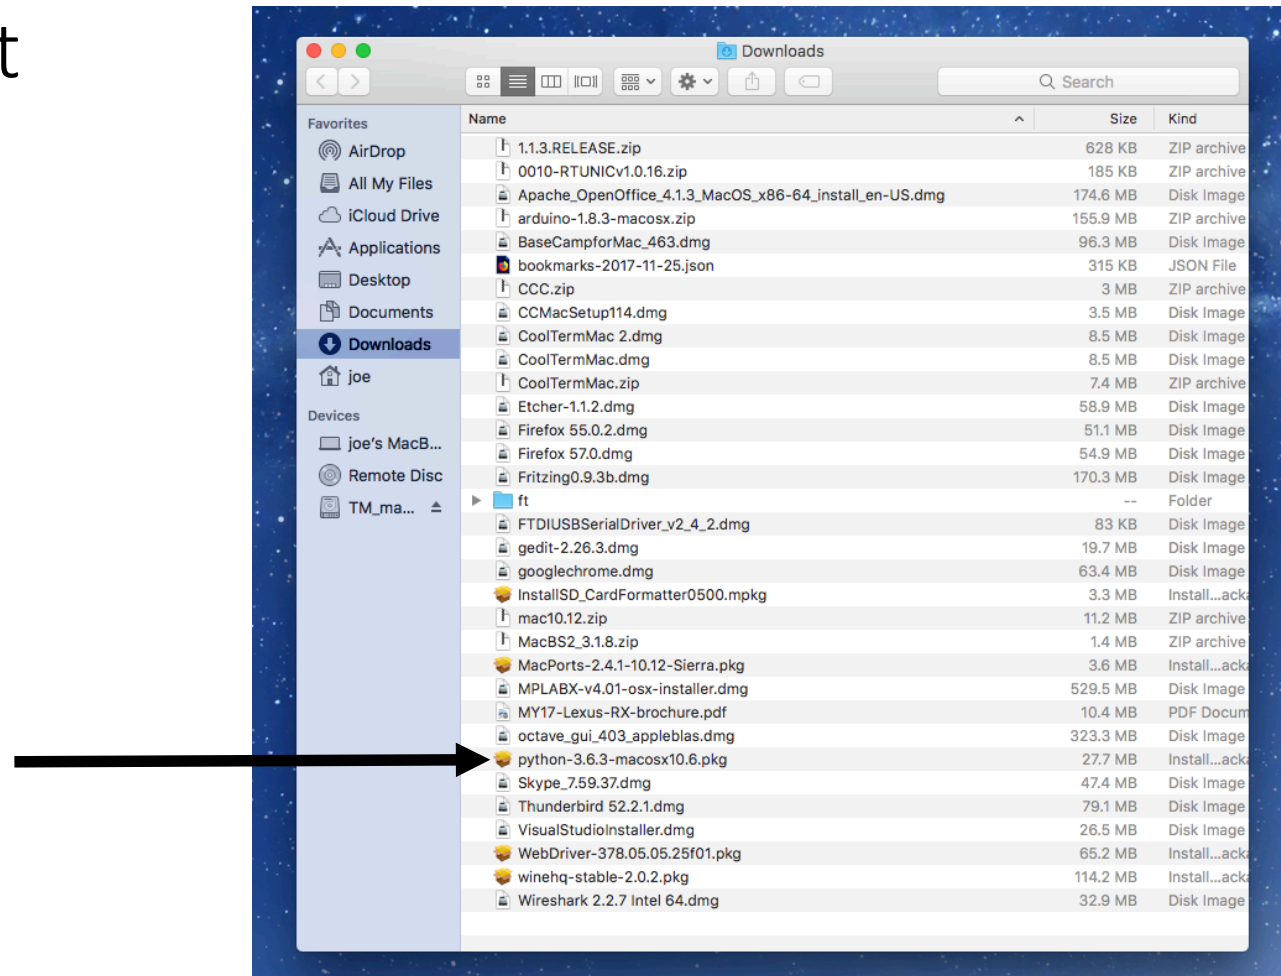 t
Downloads
Search
Favorites
AirDrop
All My Files
iCloud Drive
Applications
Desktop
Documents
Downloads
joe
Devices
joe's MacB...
Remote Disc
TM_ma...
Name Size Kind
1.1.3.RELEASE.zip 628 KB ZIP archive
0010-RTUNICv1.0.16.zip 185 KB ZIP archive
Apache_OpenOffice_4.1.3_MacOS_x86-64_install_en-US.dmg 174.6 MB Disk Image
arduino-1.8.3-macosx.zip 155.9 MB ZIP archive
BaseCampforMac_463.dmg 96.3 MB Disk Image
bookmarks-2017-11-25.json 315 KB JSON File
CCC.zip 3 MB ZIP archive
CCMacSetup114.dmg 3.5 MB Disk Image
CoolTermMac 2.dmg 8.5 MB Disk Image
CoolTermMac.dmg 8.5 MB Disk Image
CoolTermMac.zip 7.4 MB ZIP archive
Etcher-1.1.2.dmg 58.9 MB Disk Image
Firefox 55.0.2.dmg 51.1 MB Disk Image
Firefox 57.0.dmg 54.9 MB Disk Image
Fritzing0.9.3b.dmg 170.3 MB Disk Image
ft -- Folder
FTDIUSBSerialDriver_v2_4_2.dmg 83 KB Disk Image
gedit-2.26.3.dmg 19.7 MB Disk Image
googlechrome.dmg 63.4 MB Disk Image
InstallSD_CardFormatter0500.mpkg 3.3 MB Install...acka
mac10.12.zip 11.2 MB ZIP archive
MacBS2_3.1.8.zip 1.4 MB ZIP archive
MacPorts-2.4.1-10.12-Sierra.pkg 3.6 MB Install...acka
MPLABX-v4.01-osx-installer.dmg 529.5 MB Disk Image
MY17-Lexus-RX-brochure.pdf 10.4 MB PDF Docum
octave_gui_403_appleblas.dmg 323.3 MB Disk Image
python-3.6.3-macosx10.6.pkg 27.7 MB Install...acka
Skype_7.59.37.dmg 47.4 MB Disk Image
Thunderbird 52.2.1.dmg 79.1 MB Disk Image
VisualStudioInstaller.dmg 26.5 MB Disk Image
WebDriver-378.05.05.25f01.pkg 65.2 MB Install...acka
winehq-stable-2.0.2.pkg 114.2 MB Install...acka
Wireshark 2.2.7 Intel 64.dmg 32.9 MB Disk Image